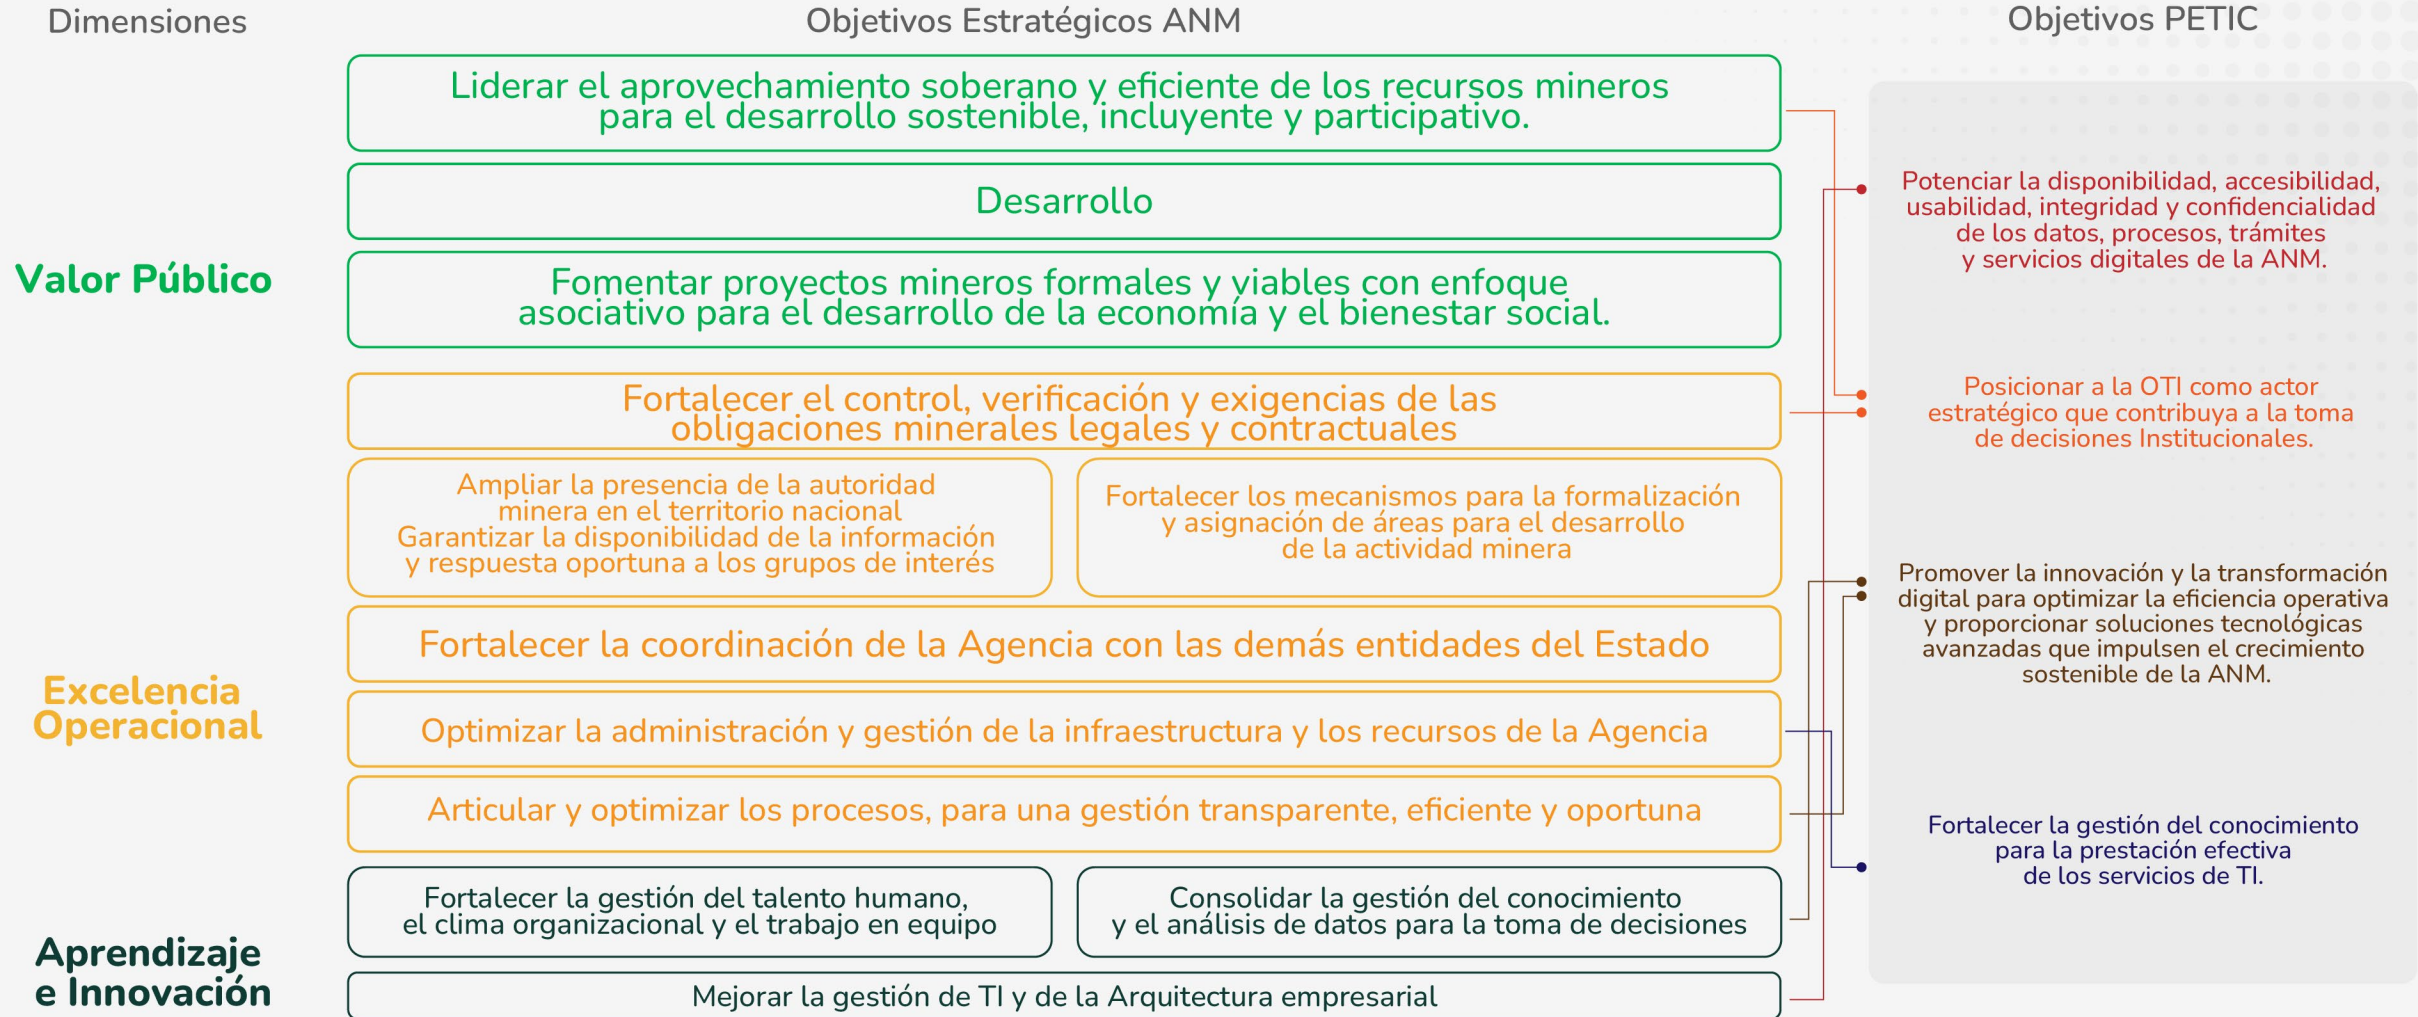 Dimensiones
Objetivos Estratégicos ANM
Objetivos PETIC
Valor Público
Liderar el aprovechamiento soberano y eficiente de los recursos mineros
para el desarrollo sostenible, incluyente y participativo.
Desarrollo
Fomentar proyectos mineros formales y viables con enfoque
asociativo para el desarrollo de la economía y el bienestar social.
Excelencia
Operacional
Fortalecer el control, verificación y exigencias de las
obligaciones minerales legales y contractuales
Ampliar la presencia de la autoridad
minera en el territorio nacional
Garantizar la disponibilidad de la información
y respuesta oportuna a los grupos de interés
Fortalecer los mecanismos para la formalización
y asignación de áreas para el desarrollo
de la actividad minera
Fortalecer la coordinación de la Agencia con las demás entidades del Estado
Optimizar la administración y gestión de la infraestructura y los recursos de la Agencia
Articular y optimizar los procesos, para una gestión transparente, eficiente y oportuna
Aprendizaje
e Innovación
Fortalecer la gestión del talento humano,
el clima organizacional y el trabajo en equipo
Consolidar la gestión del conocimiento
y el análisis de datos para la toma de decisiones
Mejorar la gestión de TI y de la Arquitectura empresarial
Potenciar la disponibilidad, accesibilidad,
usabilidad, integridad y confidencialidad
de los datos, procesos, trámites
y servicios digitales de la ANM.
Posicionar a la OTI como actor
estratégico que contribuya a la toma
de decisiones Institucionales.
Promover la innovación y la transformación
digital para optimizar la eficiencia operativa
y proporcionar soluciones tecnológicas
avanzadas que impulsen el crecimiento
sostenible de la ANM.
Fortalecer la gestión del conocimiento
para la prestación efectiva
de los servicios de TI.